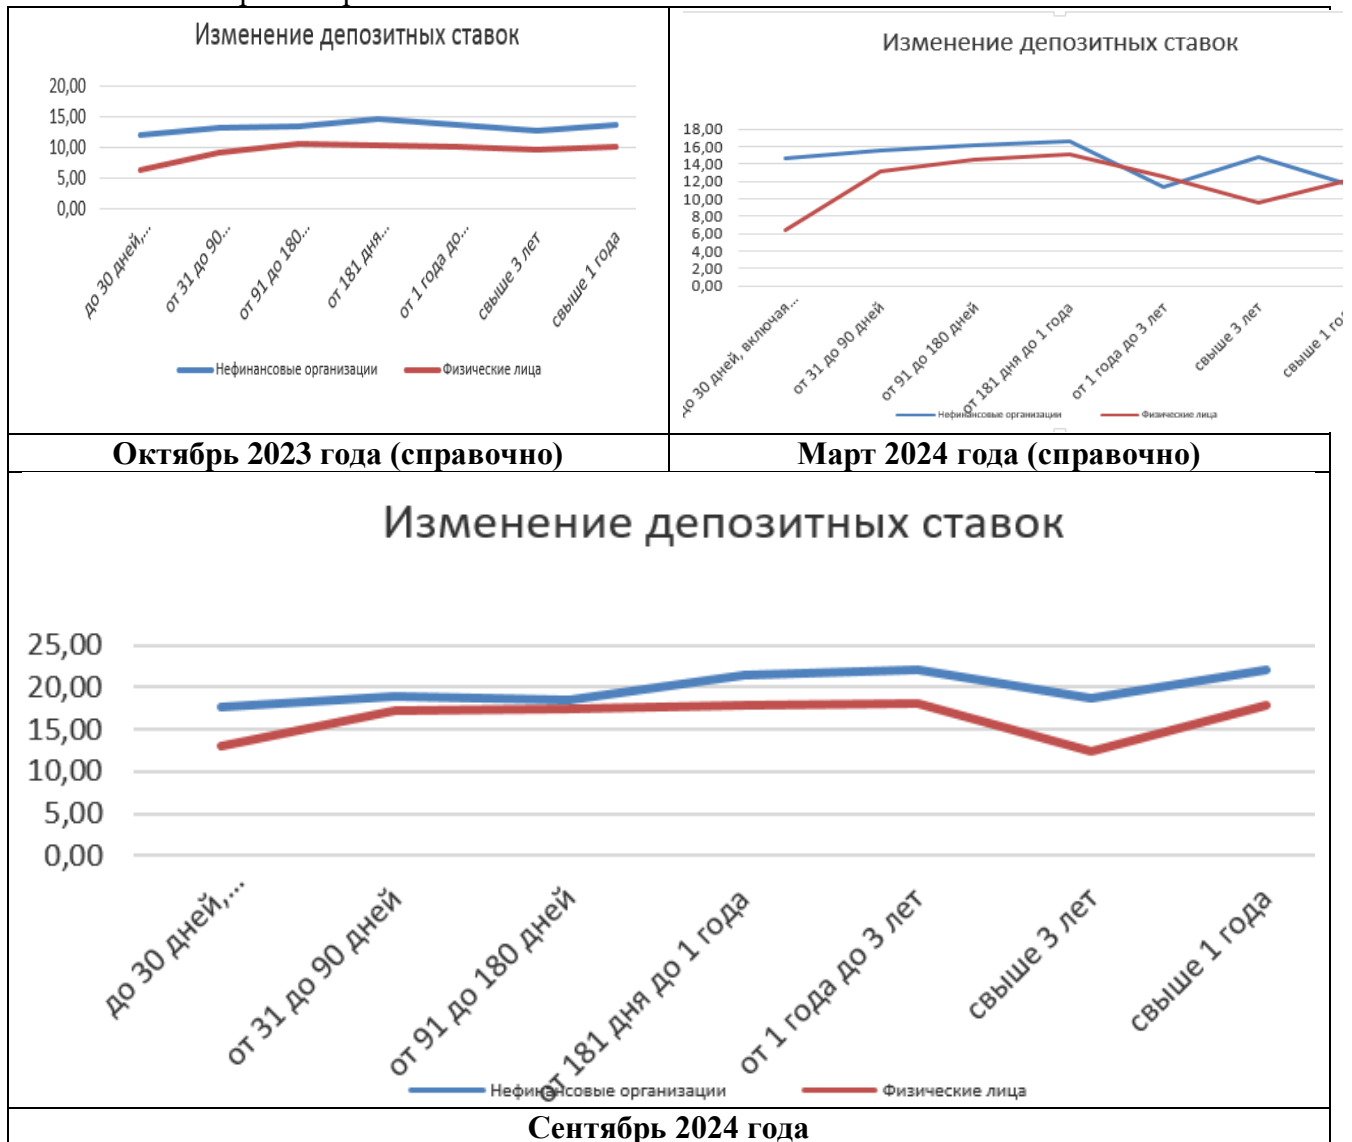 Изменение депозитных ставок
20,00
15,00
10,00
5,00
0,00
до 30 дней,...
от 31 до 90...
от 91 до 180...
от 181 дня...
от 1 года до...
свыше 3 лет
свыше 1 года
Нефинансовые организации
Физические лица
Изменение депозитных ставок
18,00
16,00
14,00
12,00
10,00
8,00
6,00
4,00
2,00
0,00
до 30 дней, включая...
от 31 до 90 дней
от 91 до 180 дней
от 181 дня до 1 года
от 1 года до 3 лет
свыше 3 лет
свыше 1 го
Нефинансовые организации
Физические лица
Октябрь 2023 года (справочно)
Март 2024 года (справочно)
Изменение депозитных ставок
25,00
20,00
15,00
10,00
5,00
0,00
до 30 дней,...
от 31 до 90 дней
от 91 до 180 дней
от 181 дня до 1 года
от 1 года до 3 лет
свыше 3 лет
свыше 1 года
Нефинансовые организации
Физические лица
Сентябрь 2024 года